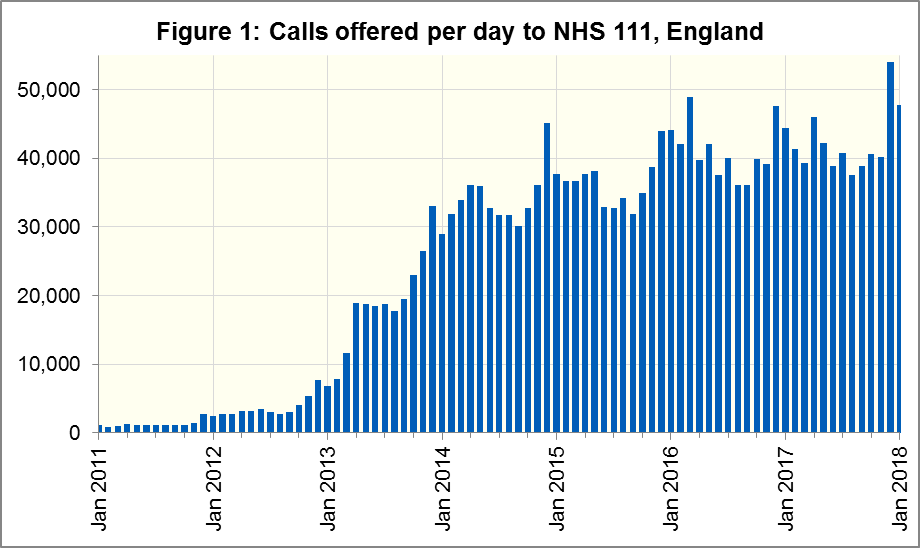 Figure 1: Calls offered per day to NHS 111, England
50,000
40,000
30,000
20,000
10,000
0
Jan 2011
Jan 2012
Jan 2013
Jan 2014
Jan 2015
Jan 2016
Jan 2017
Jan 2018